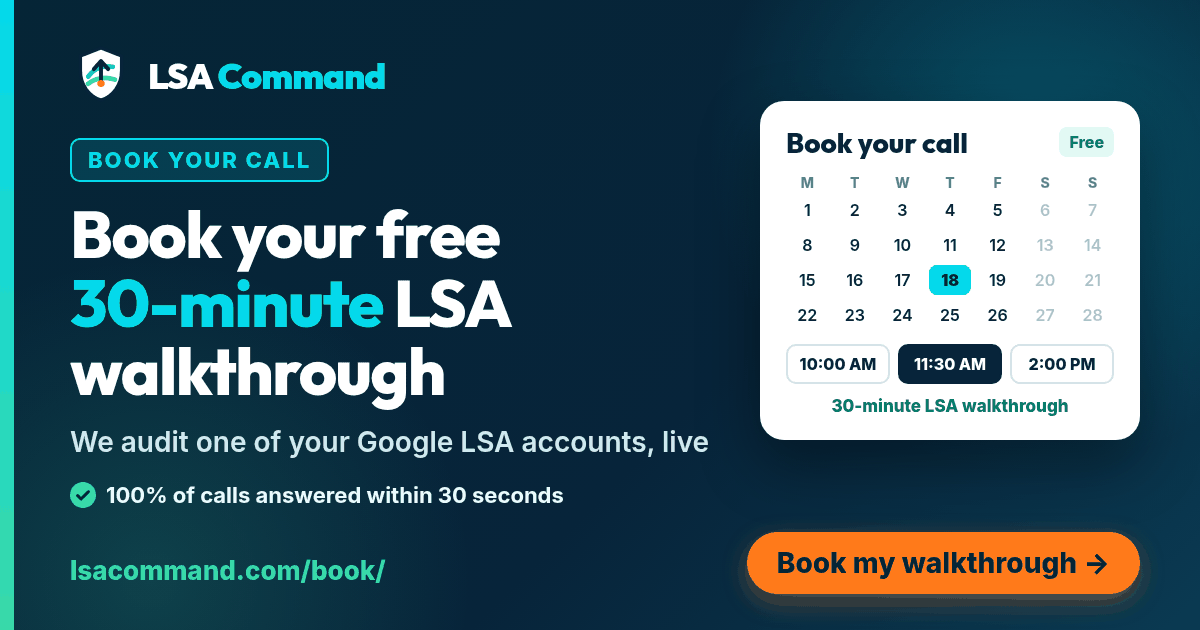 LSA Command
BOOK YOUR CALL
Book your free
30-minute LSA
walkthrough
We audit one of your Google LSA accounts, live
100% of calls answered within 30 seconds
lsacommand.com/book/
Book your call
Free
M T W T F S S
1 2 3 4 5 6 7
8 9 10 11 12 13 14
15 16 17 18 19 20 21
22 23 24 25 26 27 28
10:00 AM 11:30 AM 2:00 PM
30-minute LSA walkthrough
Book my walkthrough →